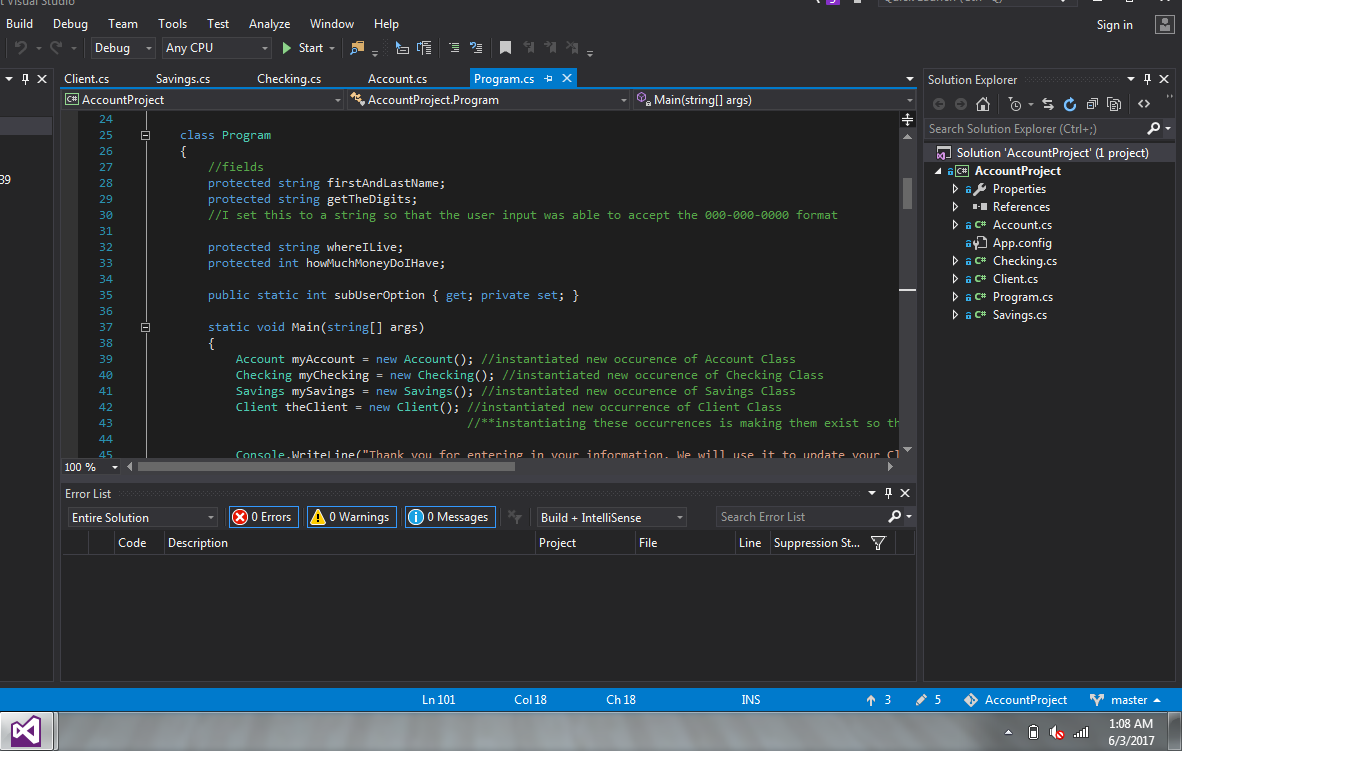 t Visual Studio
Build Debug Team Tools Test Analyze Window Help
Sign in
Debug Any CPU Start
Client.cs Savings.cs Checking.cs Account.cs Program.cs
AccountProject AccountProject.Program Main(string[] args)
24
25 class Program
26 {
27 //fields
28 protected string firstAndLastName;
29 protected string getTheDigits;
30 //I set this to a string so that the user input was able to accept the 000-000-0000 format
31
32 protected string whereILive;
33 protected int howMuchMoneyDoIHave;
34
35 public static int subUserOption { get; private set; }
36
37 static void Main(string[] args)
38 {
39 Account myAccount = new Account(); //instantiated new occurence of Account Class
40 Checking myChecking = new Checking(); //instantiated new occurence of Checking Class
41 Savings mySavings = new Savings(); //instantiated new occurence of Savings Class
42 Client theClient = new Client(); //instantiated new occurrence of Client Class
43 //**instantiating these occurrences is making them exist so th
44
45 Console.WriteLine("Thank you for entering in your information. We will use it to update your Cl
100 %
39
Solution Explorer
Search Solution Explorer (Ctrl+;)
Solution 'AccountProject' (1 project)
AccountProject
Properties
References
Account.cs
App.config
Checking.cs
Client.cs
Program.cs
Savings.cs
Error List
Entire Solution 0 Errors 0 Warnings 0 Messages Build + IntelliSense Search Error List
Code Description Project File Line Suppression St...
Ln 101 Col 18 Ch 18 INS 3 5 AccountProject master
1:08 AM
6/3/2017